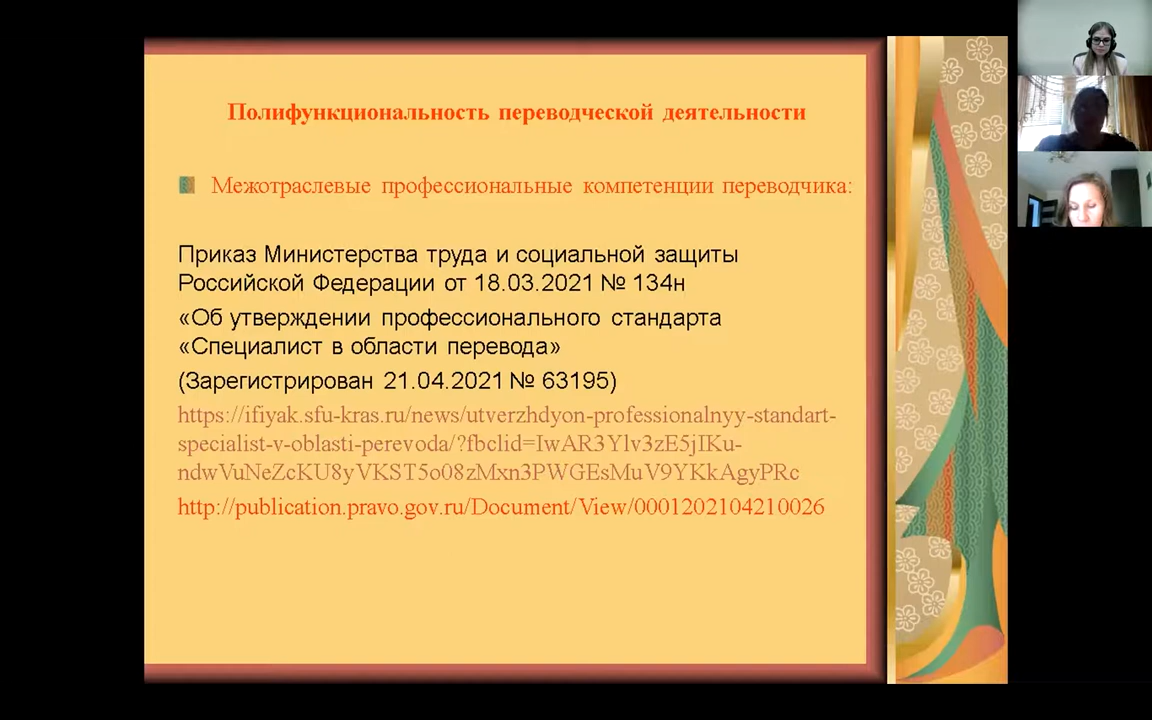 Полифункциональность переводческой деятельности
Межотраслевые профессиональные компетенции переводчика:
Приказ Министерства труда и социальной защиты
Российской Федерации от 18.03.2021 № 134н
«Об утверждении профессионального стандарта
«Специалист в области перевода»
(Зарегистрирован 21.04.2021 № 63195)
https://ifiyak.sfu-kras.ru/news/utverzhdyon-professionalnyy-standart-
specialist-v-oblasti-perevoda/?fbclid=IwAR3Ylv3zE5jIKu-
ndwVuNeZcKU8yVKST5o08zMxn3PWGEsMuV9YKkAgyPRc
http://publication.pravo.gov.ru/Document/View/0001202104210026